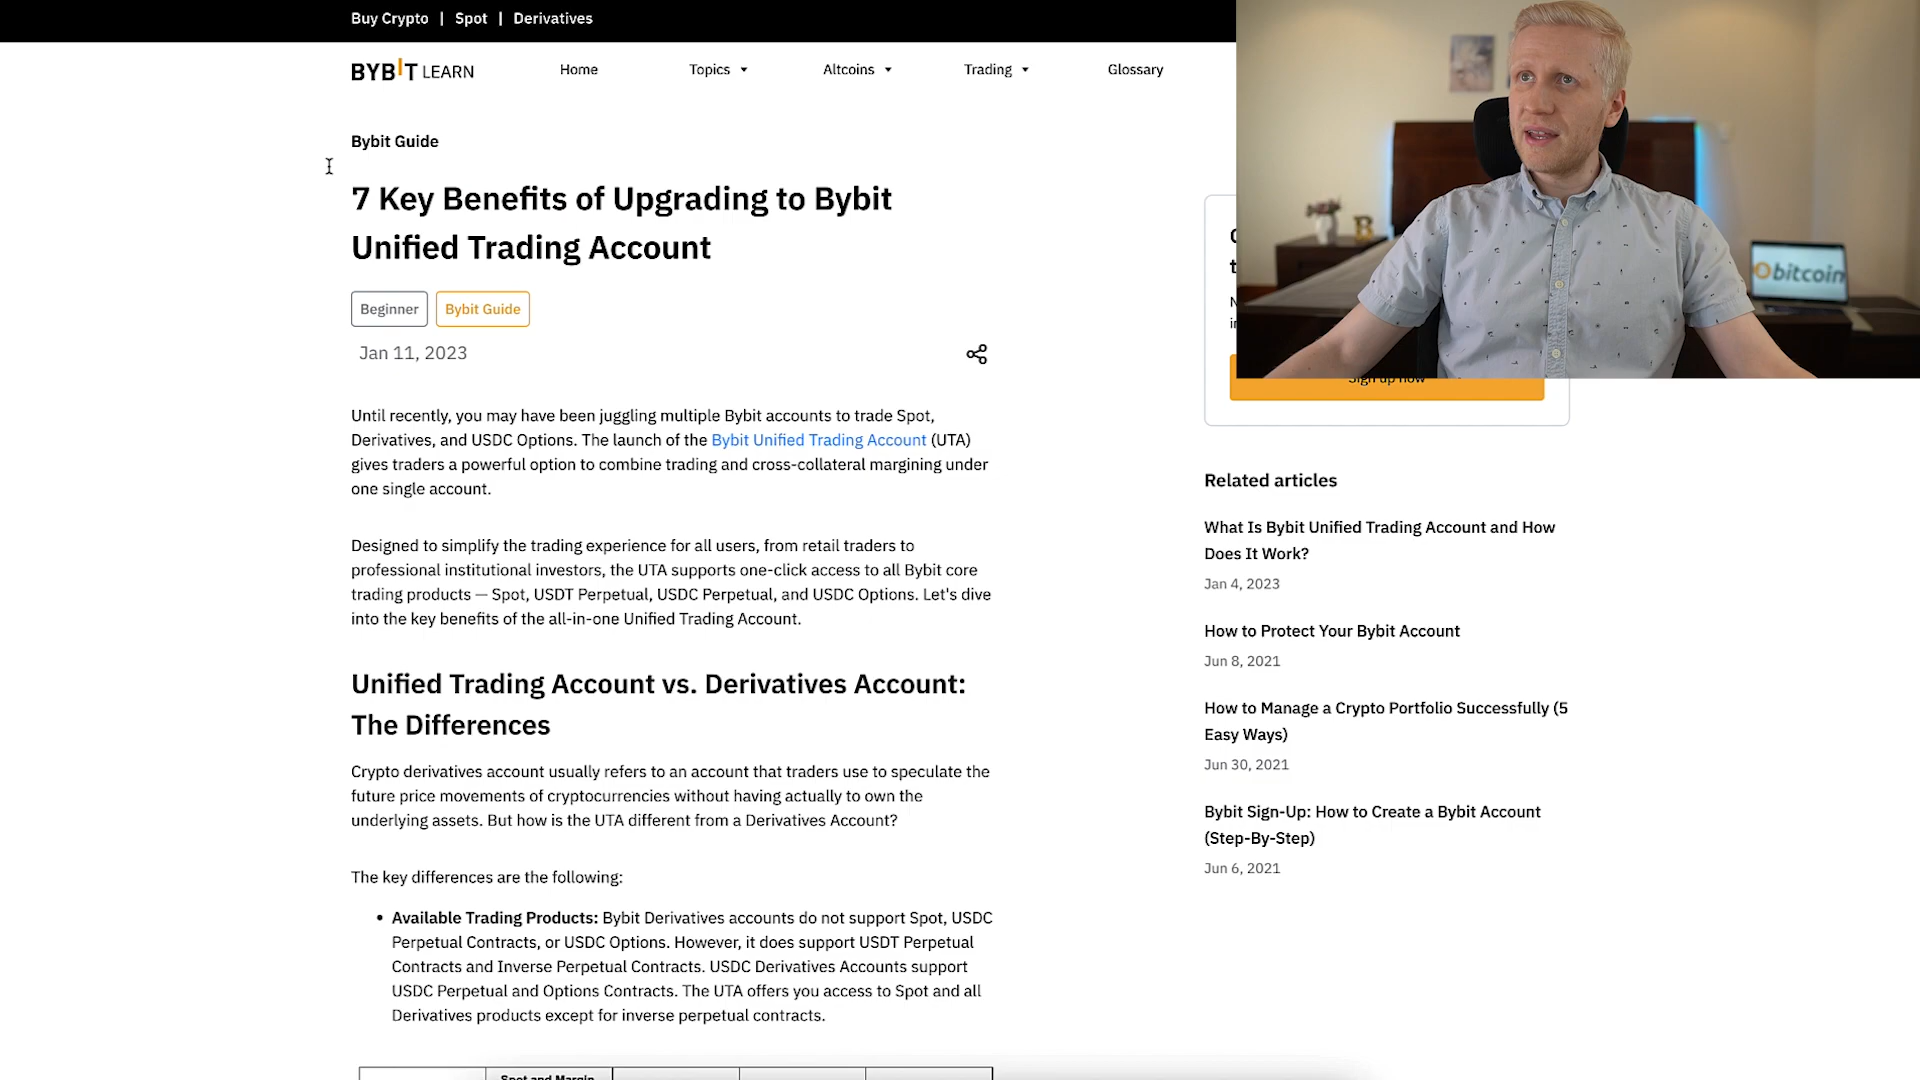 Buy Crypto | Spot | Derivatives
BYBIT LEARN
Home
Topics
Altcoins
Trading
Glossary
Bybit Guide
7 Key Benefits of Upgrading to Bybit
Unified Trading Account
Beginner
Bybit Guide
Jan 11, 2023
Until recently, you may have been juggling multiple Bybit accounts to trade Spot,
Derivatives, and USDC Options. The launch of the Bybit Unified Trading Account (UTA)
gives traders a powerful option to combine trading and cross-collateral margining under
one single account.
Designed to simplify the trading experience for all users, from retail traders to
professional institutional investors, the UTA supports one-click access to all Bybit core
trading products — Spot, USDT Perpetual, USDC Perpetual, and USDC Options. Let's dive
into the key benefits of the all-in-one Unified Trading Account.
Unified Trading Account vs. Derivatives Account:
The Differences
Crypto derivatives account usually refers to an account that traders use to speculate the
future price movements of cryptocurrencies without having actually to own the
underlying assets. But how is the UTA different from a Derivatives Account?
The key differences are the following:
• Available Trading Products: Bybit Derivatives accounts do not support Spot, USDC
Perpetual Contracts, or USDC Options. However, it does support USDT Perpetual
Contracts and Inverse Perpetual Contracts. USDC Derivatives Accounts support
USDC Perpetual and Options Contracts. The UTA offers you access to Spot and all
Derivatives products except for inverse perpetual contracts.
Spot and Margin
bitcoin
Sign up now
Related articles
What Is Bybit Unified Trading Account and How
Does It Work?
Jan 4, 2023
How to Protect Your Bybit Account
Jun 8, 2021
How to Manage a Crypto Portfolio Successfully (5
Easy Ways)
Jun 30, 2021
Bybit Sign-Up: How to Create a Bybit Account
(Step-By-Step)
Jun 6, 2021